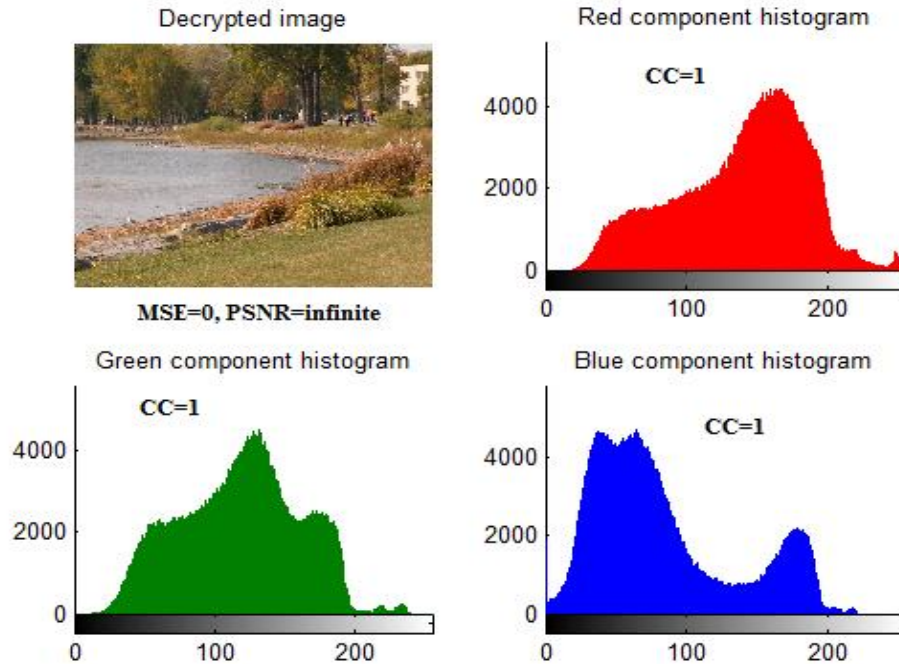 Decrypted image
MSE=0, PSNR=infinite
Red component histogram
CC=1
4000
2000
0
0 100 200
Green component histogram
CC=1
4000
2000
0
0 100 200
Blue component histogram
CC=1
4000
2000
0
0 100 200